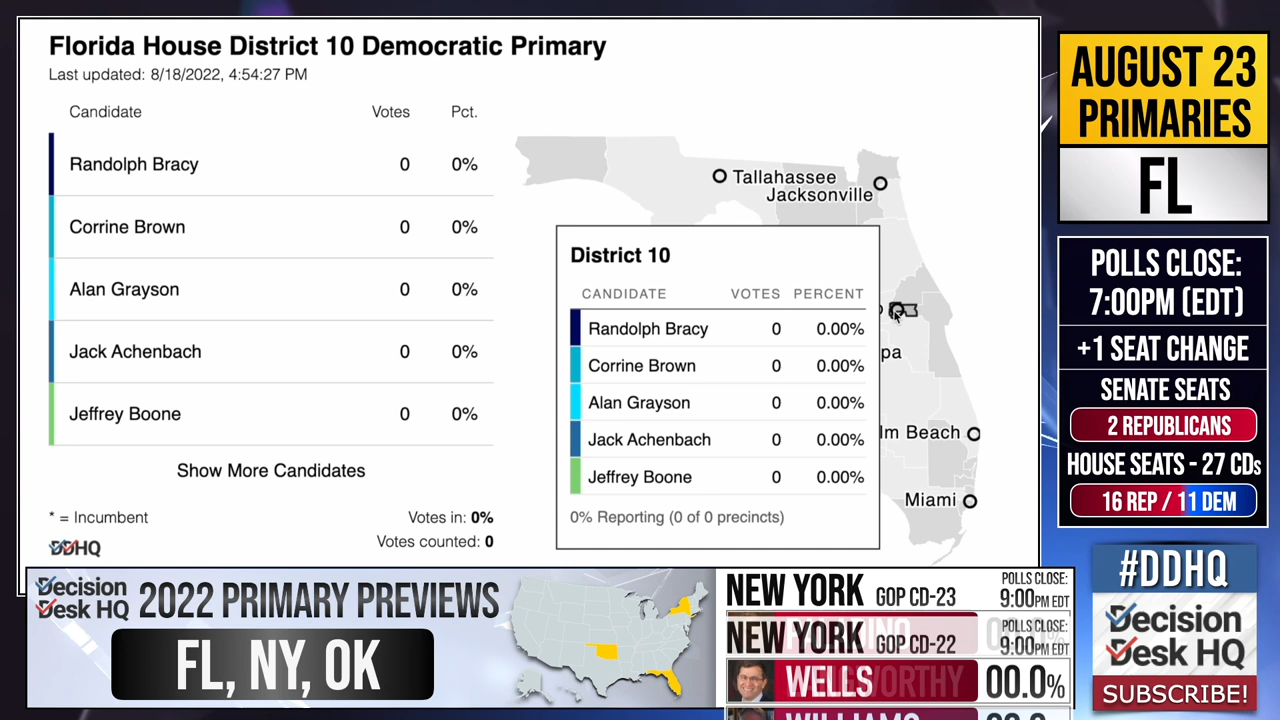 Florida House District 10 Democratic Primary
Last updated: 8/18/2022, 4:54:27 PM
Candidate Votes Pct.
Randolph Bracy 0 0%
Corrine Brown 0 0%
Alan Grayson 0 0%
Jack Achenbach 0 0%
Jeffrey Boone 0 0%
Show More Candidates
* = Incumbent Votes in: 0%
DDHQ Votes counted: 0
Tallahassee
Jacksonville
pa
lm Beach
Miami
District 10
CANDIDATE VOTES PERCENT
Randolph Bracy 0 0.00%
Corrine Brown 0 0.00%
Alan Grayson 0 0.00%
Jack Achenbach 0 0.00%
Jeffrey Boone 0 0.00%
0% Reporting (0 of 0 precincts)
AUGUST 23
PRIMARIES
FL
POLLS CLOSE:
7:00PM (EDT)
+1 SEAT CHANGE
SENATE SEATS
2 REPUBLICANS
HOUSE SEATS - 27 CDs
16 REP / 11 DEM
Decision
Desk HQ
2022 PRIMARY PREVIEWS
FL, NY, OK
NEW YORK GOP CD-23 POLLS CLOSE:
9:00PM EDT
NEW YORK GOP CD-22 POLLS CLOSE:
9:00PM EDT
WELLS 00.0%
WILLIAMS
#DDHQ
Decision
Desk HQ
SUBSCRIBE!